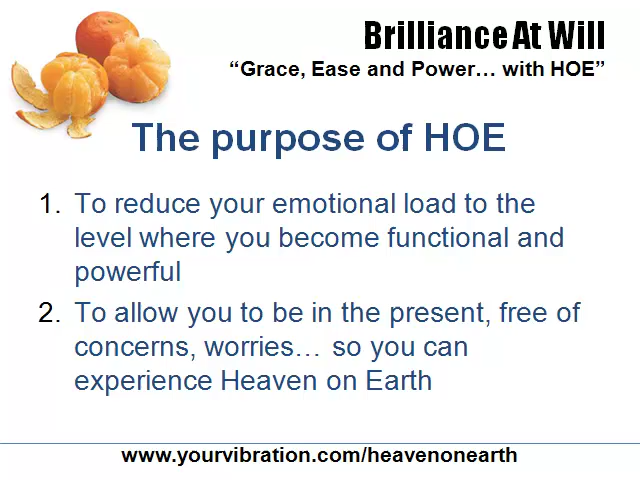 Brilliance At Will
“Grace, Ease and Power… with HOE”
The purpose of HOE
1. To reduce your emotional load to the
level where you become functional and
powerful
2. To allow you to be in the present, free of
concerns, worries… so you can
experience Heaven on Earth
www.yourvibration.com/heavenonearth